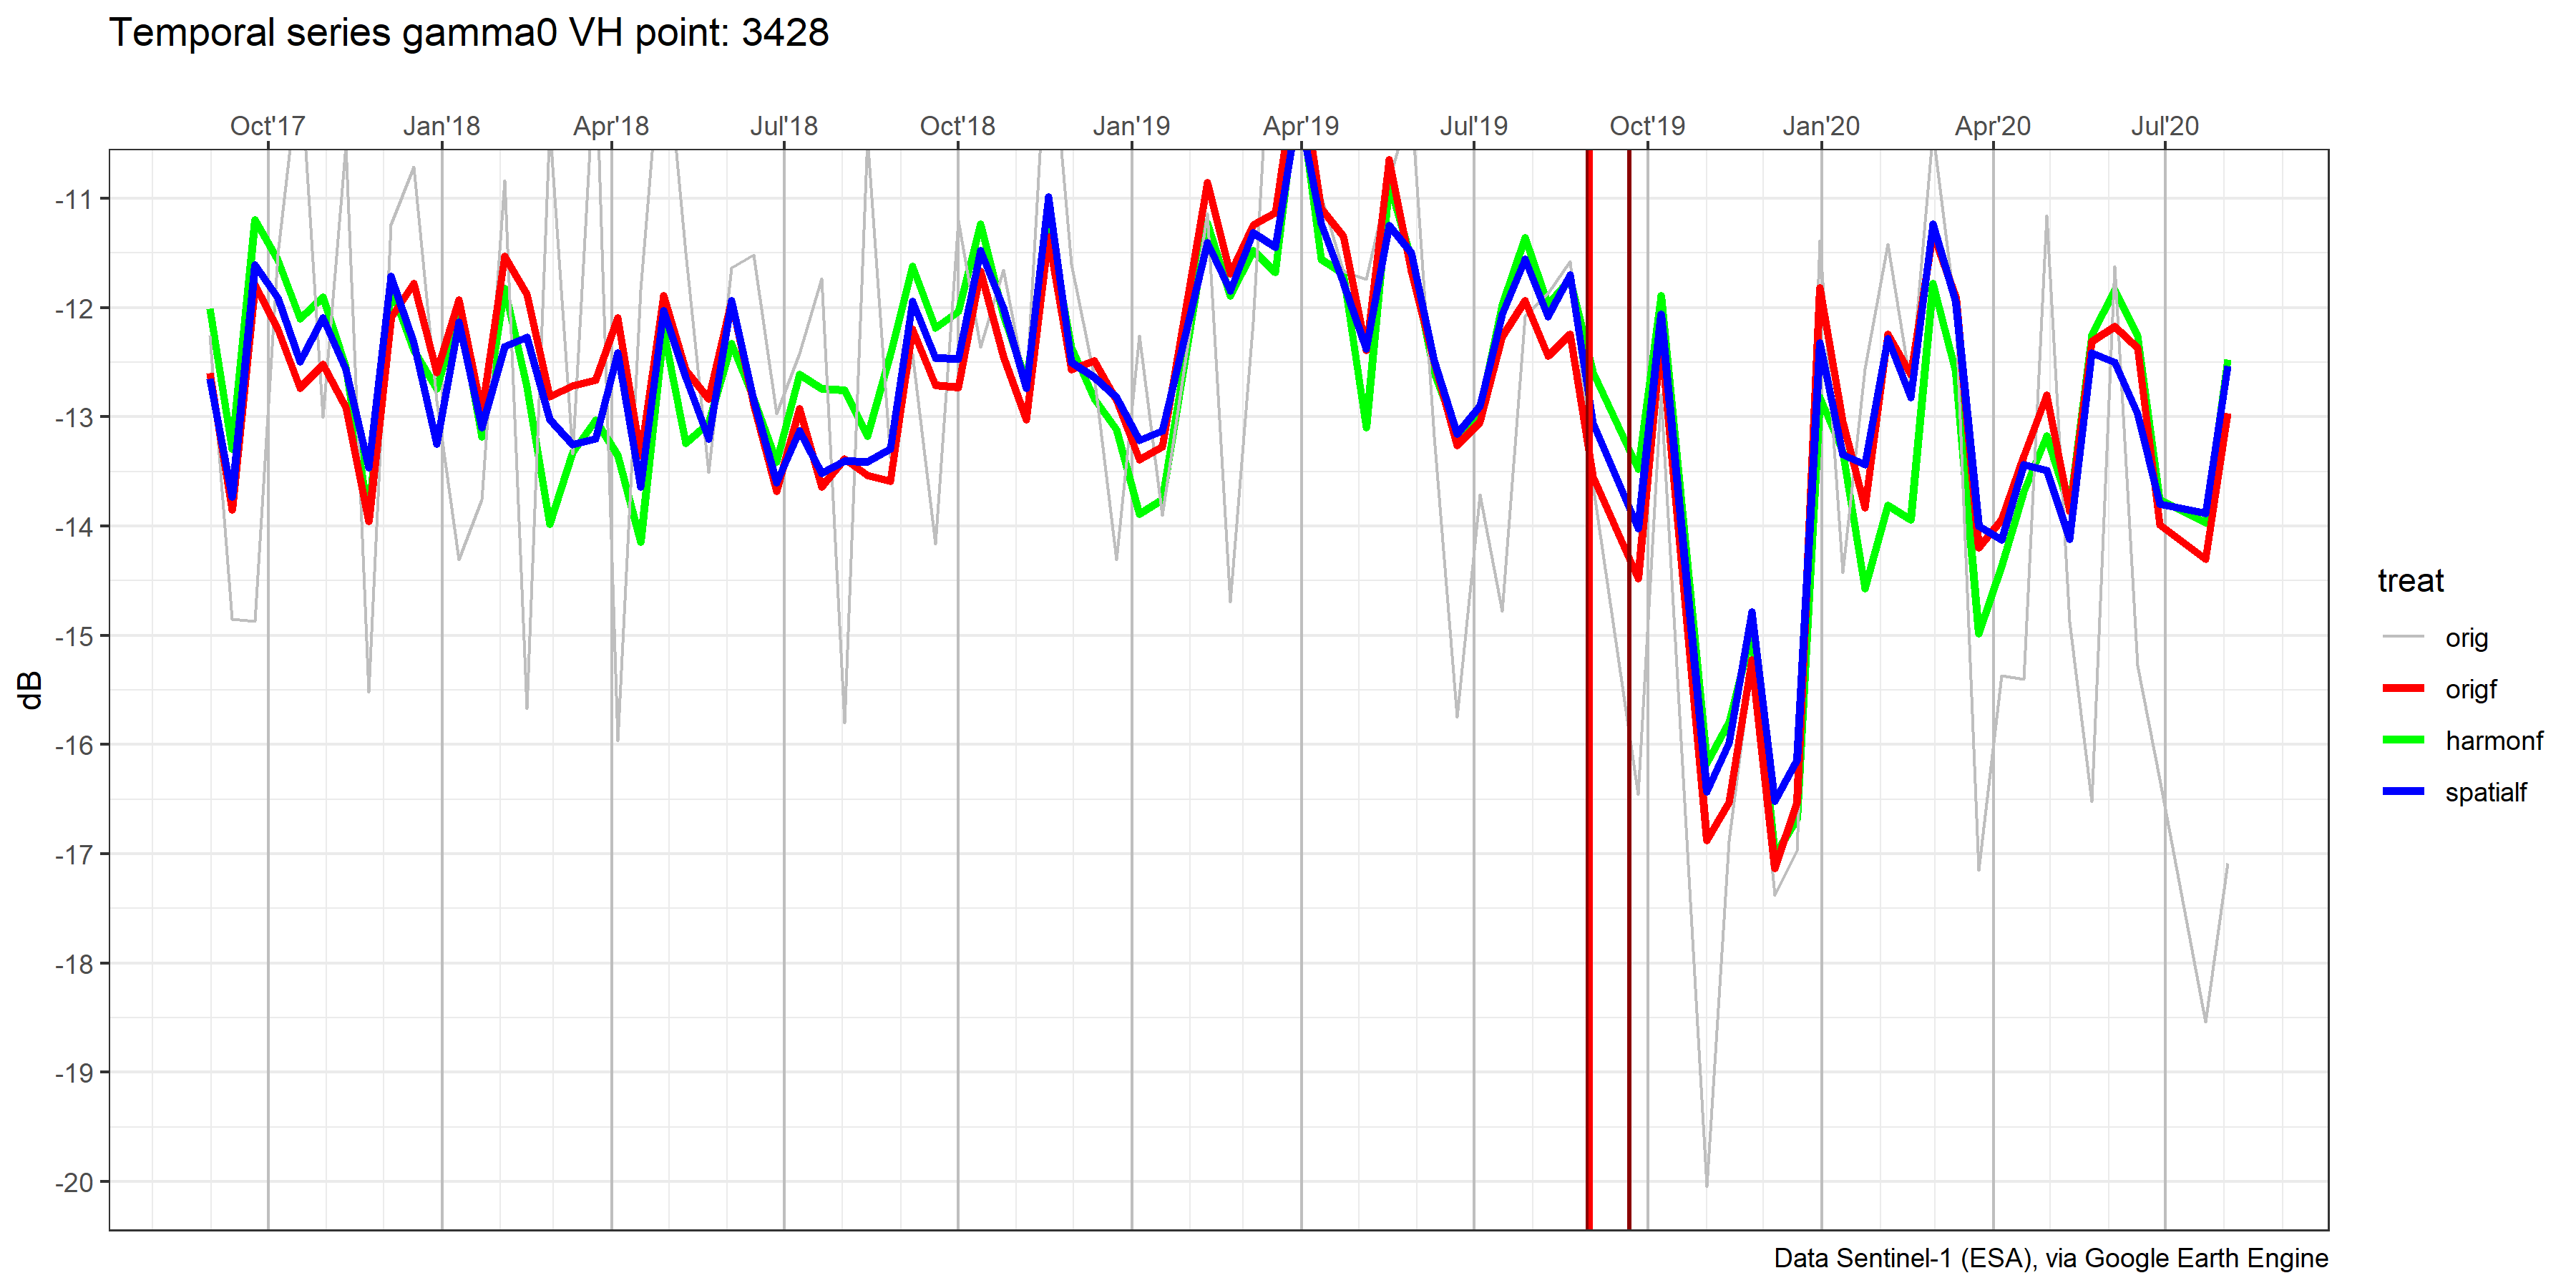 Temporal series gamma0 VH point: 3428
Oct'17 Jan'18 Apr'18 Jul'18 Oct'18 Jan'19 Apr'19 Jul'19 Oct'19 Jan'20 Apr'20 Jul'20
-11
-12
-13
-14
-15
-16
-17
-18
-19
-20
dB
treat
orig
origf
harmonf
spatialf
Data Sentinel-1 (ESA), via Google Earth Engine